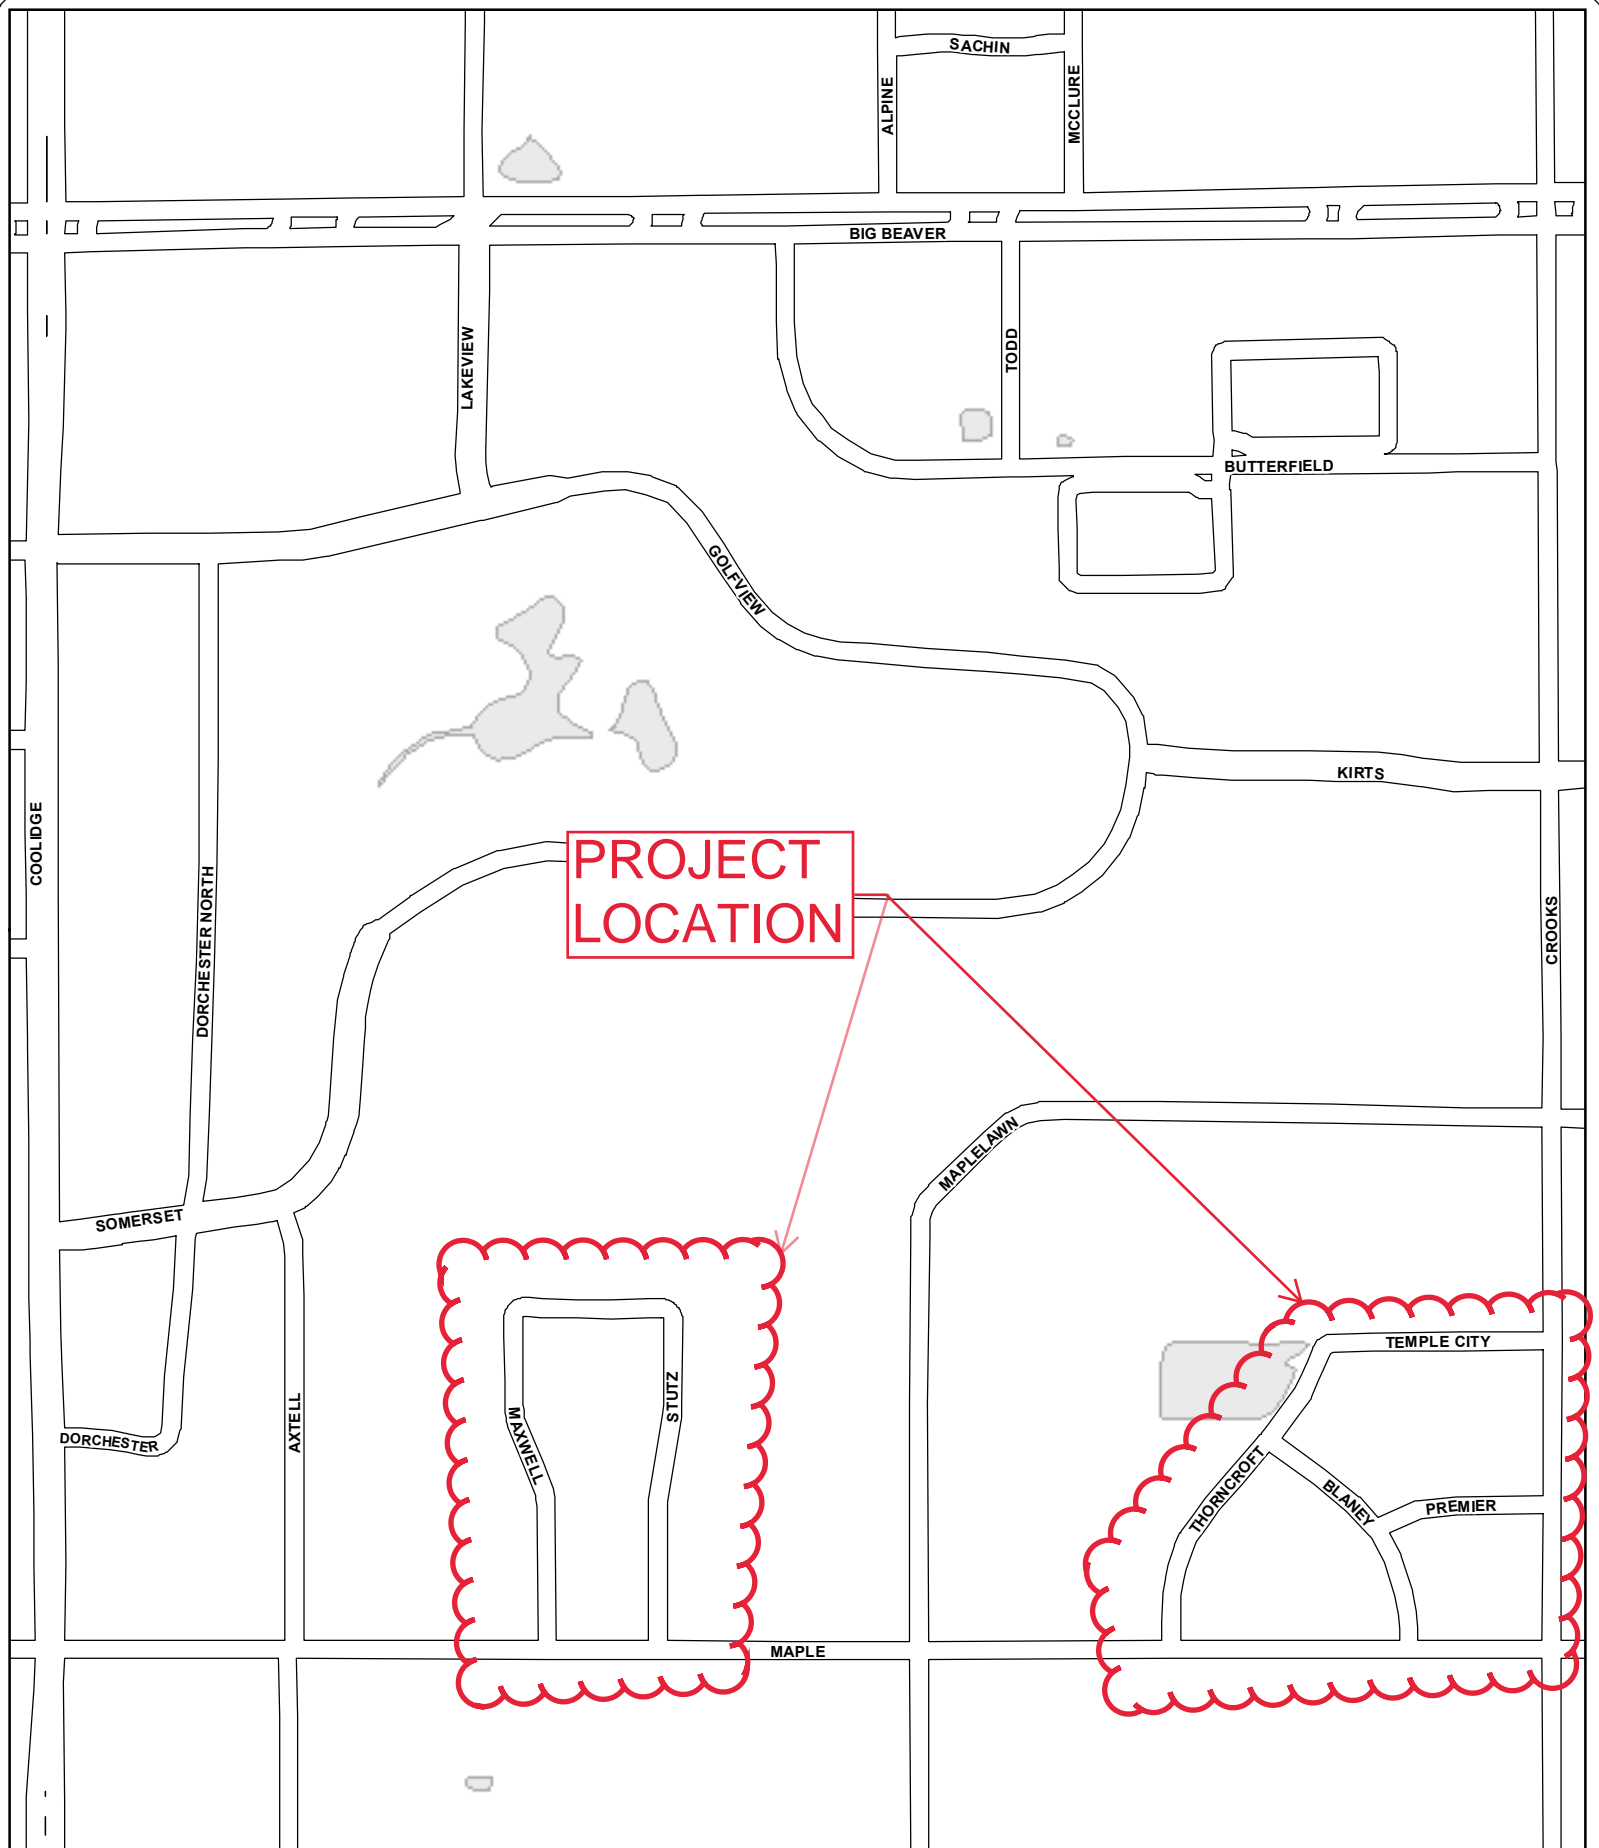 SACHIN
ALPINE
MCCLURE
BIG BEAVER
LAKEVIEW
TODD
BUTTERFIELD
GOLFVIEW
KIRTS
COOLIDGE
DORCHESTER NORTH
PROJECT
LOCATION
CROOKS
MAPLELAWN
SOMERSET
TEMPLE CITY
STUTZ
AXTELL
MAXWELL
DORCHESTER
THORNCROFT
BLANEY
PREMIER
MAPLE